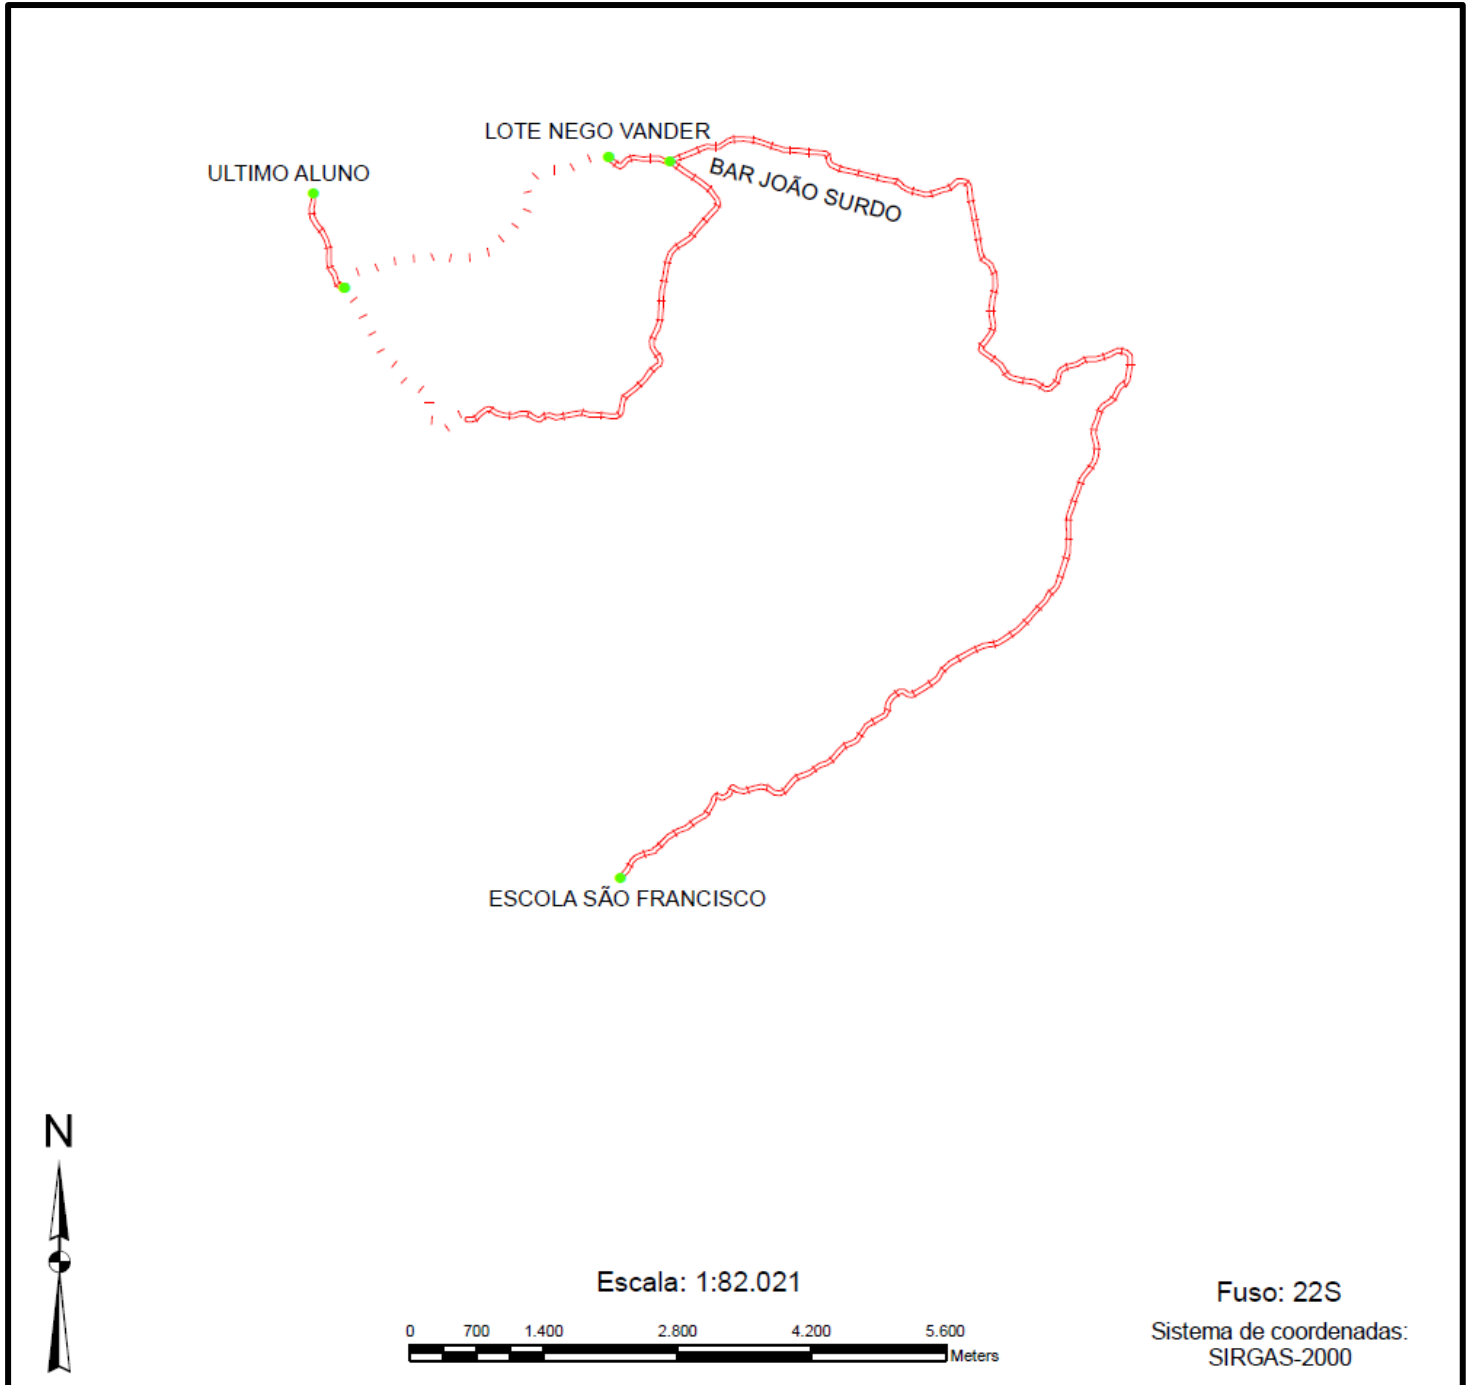 LOTE NEGO VANDER
ULTIMO ALUNO
BAR JOÃO SURDO
ESCOLA SÃO FRANCISCO
N
Escala: 1:82.021
0 700 1.400 2.800 4.200 5.600
Meters
Fuso: 22S
Sistema de coordenadas:
SIRGAS-2000